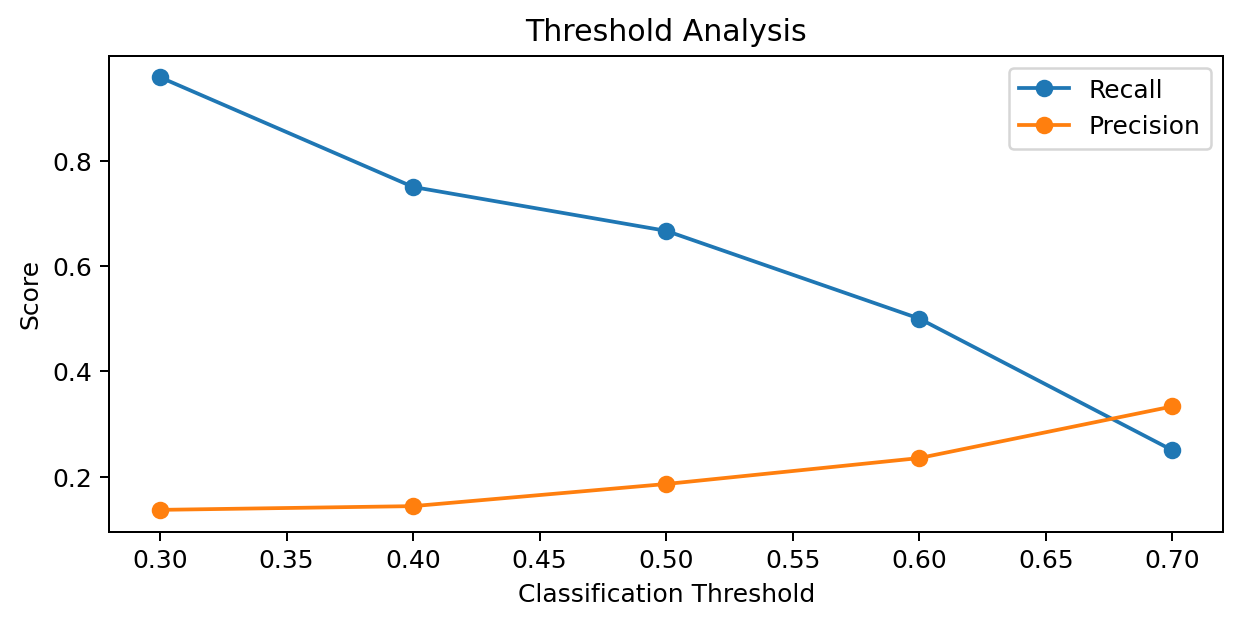 Threshold Analysis
Recall
Precision
Score
0.8
0.6
0.4
0.2
0.30 0.35 0.40 0.45 0.50 0.55 0.60 0.65 0.70
Classification Threshold